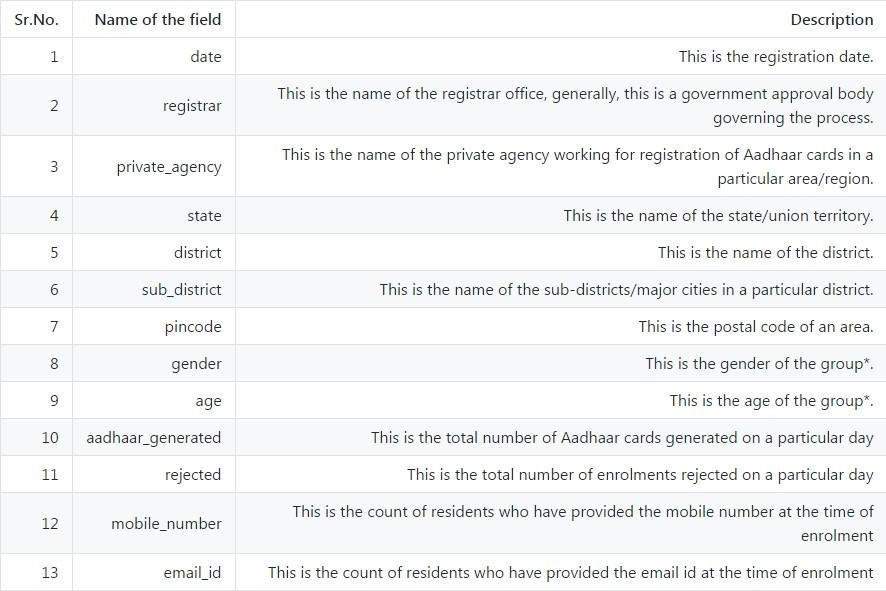 Sr.No. Name of the field Description
1 date This is the registration date.
2 registrar This is the name of the registrar office, generally, this is a government approval body
governing the process.
3 private_agency This is the name of the private agency working for registration of Aadhaar cards in a
particular area/region.
4 state This is the name of the state/union territory.
5 district This is the name of the district.
6 sub_district This is the name of the sub-districts/major cities in a particular district.
7 pincode This is the postal code of an area.
8 gender This is the gender of the group*.
9 age This is the age of the group*.
10 aadhaar_generated This is the total number of Aadhaar cards generated on a particular day
11 rejected This is the total number of enrolments rejected on a particular day
12 mobile_number This is the count of residents who have provided the mobile number at the time of
enrolment
13 email_id This is the count of residents who have provided the email id at the time of enrolment